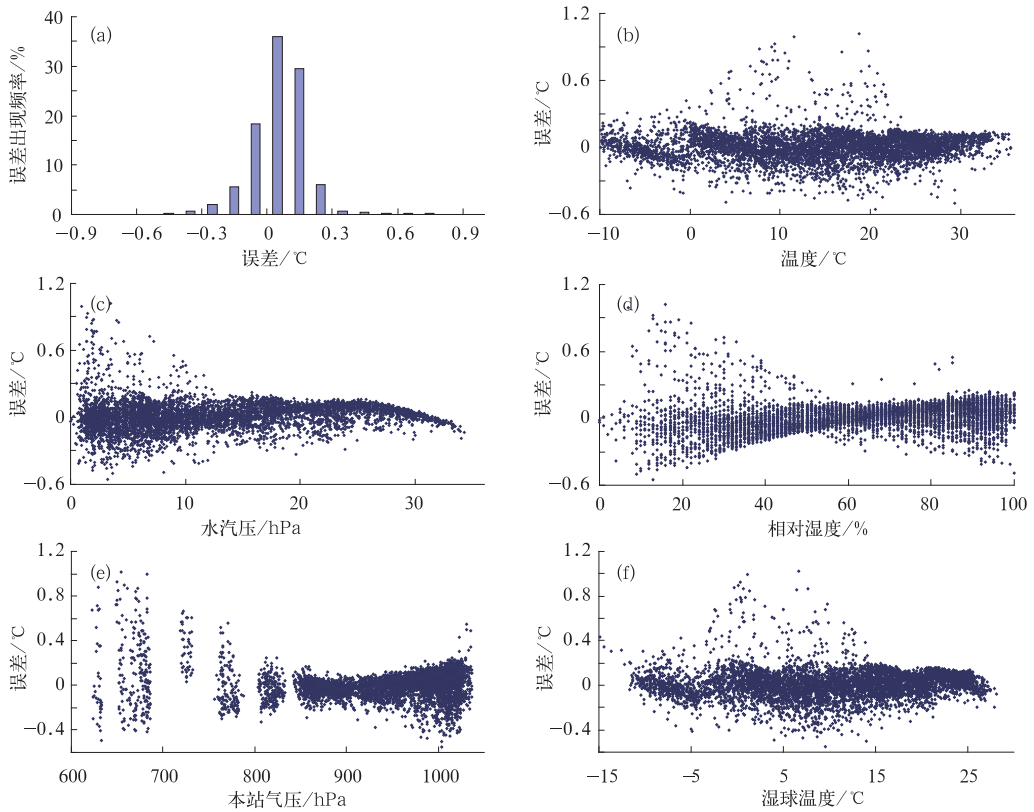 (a)
40
30
20
10
0
误差出现频率/%
−0.9 −0.6 −0.3 0 0.3 0.6 0.9
误差/℃
(b)
1.2
0.6
0
−0.6
误差/℃
−10 0 10 20 30
温度/℃
(c)
1.2
0.6
0
−0.6
误差/℃
0 10 20 30
水汽压/hPa
(d)
1.2
0.6
0
−0.6
误差/℃
0 20 40 60 80 100
相对湿度/%
(e)
1.2
0.8
0.4
0
−0.4
误差/℃
600 700 800 900 1000
本站气压/hPa
(f)
1.2
0.8
0.4
0
−0.4
误差/℃
−15 −5 5 15 25
湿球温度/℃